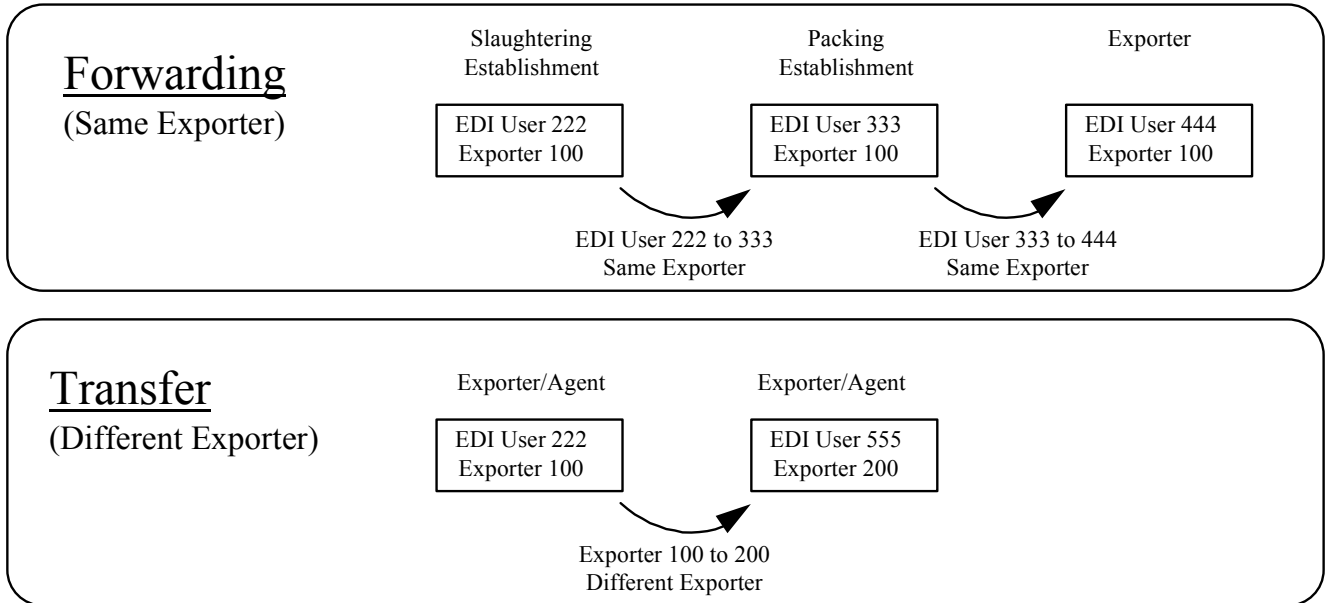 Forwarding
(Same Exporter)
Slaughtering
Establishment
EDI User 222
Exporter 100
Packing
Establishment
EDI User 333
Exporter 100
Exporter
EDI User 444
Exporter 100
EDI User 222 to 333
Same Exporter
EDI User 333 to 444
Same Exporter
Transfer
(Different Exporter)
Exporter/Agent
EDI User 222
Exporter 100
Exporter/Agent
EDI User 555
Exporter 200
Exporter 100 to 200
Different Exporter